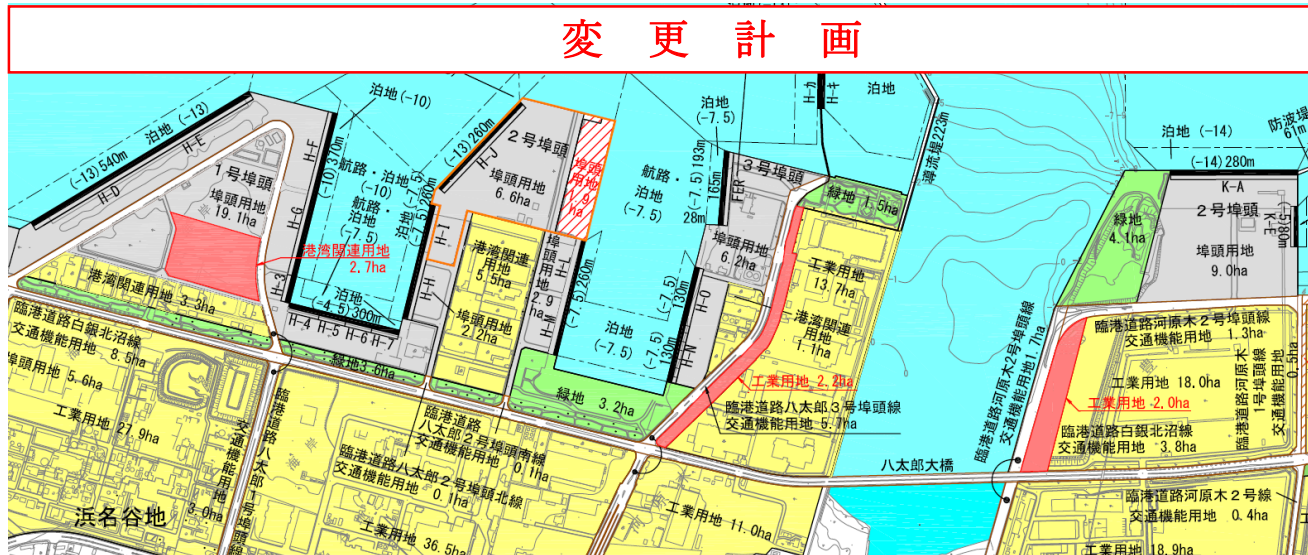 変更計画
泊地(-13)
(-13)540m
H-E
H-D
1号埠頭
埠頭用地
19.1ha
港湾関連用地
2.7ha
港湾関連用地 3.3ha
臨港道路白銀北沼線
交通機能用地 8.5ha
埠頭用地 5.6ha
工業用地 27.9ha
浜名谷地
H-F
H-G
H-3
泊地(-10)
(-10)370m
航路・泊地
(-10)
航路・
泊地
(-7.5)
泊地(-7.5)
(-7.5)280m
泊地
(-4.5)300m
H-4
H-5
H-6
H-7
緑地3.6ha
臨港道路八太郎1号埠頭線
交通機能用地 3.0ha
(-13)260m
H-J
2号埠頭
埠頭用地
6.6ha
埠頭用地
1.9ha
H-I
H-H
港湾関連
用地
5.5ha
埠頭用地
2.2ha
埠頭用地
2.9ha
H-L
H-M
(-7.5)260m
臨港道路
八太郎2号埠頭南線
交通機能用地 0.1ha
臨港道路八太郎2号埠頭北線
交通機能用地 0.1ha
工業用地 36.5ha
航路・
泊地
(-7.5)
泊地
(-7.5)
緑地 3.2ha
泊地
(-7.5)
(-7.5)193m
165m
28m
FER
3号埠頭
埠頭用地
6.2ha
(-7.5)
130m
(-7.5)
130m
H-O
H-N
H-カ
H-キ
泊地
導流堤223m
緑地 1.5ha
工業用地
13.7ha
港湾関連
用地
1.1ha
工業用地 2.2ha
臨港道路八太郎3号埠頭線
交通機能用地 5.7ha
工業用地 11.0ha
八太郎大橋
臨港道路河原木2号埠頭線
交通機能用地1.7ha
泊地(-14)
(-14)280m
防波堤
61m
K-A
K-E
(-5)80m
2号埠頭
埠頭用地
9.0ha
緑地
4.1ha
臨港道路河原木2号埠頭線
交通機能用地 1.3ha
工業用地 18.0ha
工業用地 2.0ha
臨港道路白銀北沼線
交通機能用地 3.8ha
臨港道路河原木
1号埠頭線
交通機能用地
0.5ha
臨港道路河原木2号線
交通機能用地 0.4ha
工業用地 18.9ha